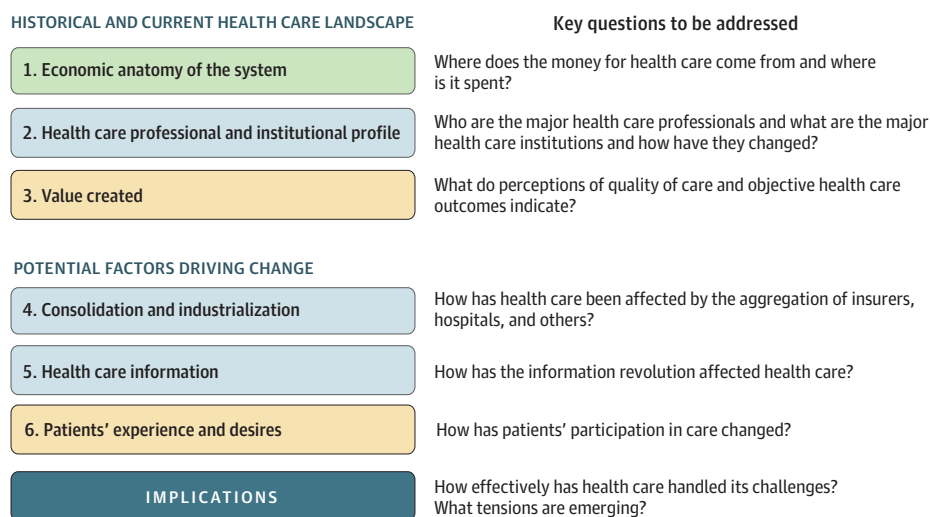 HISTORICAL AND CURRENT HEALTH CARE LANDSCAPE
Key questions to be addressed
1. Economic anatomy of the system
Where does the money for health care come from and where
is it spent?
2. Health care professional and institutional profile
Who are the major health care professionals and what are the major
health care institutions and how have they changed?
3. Value created
What do perceptions of quality of care and objective health care
outcomes indicate?
POTENTIAL FACTORS DRIVING CHANGE
4. Consolidation and industrialization
How has health care been affected by the aggregation of insurers,
hospitals, and others?
5. Health care information
How has the information revolution affected health care?
6. Patients’ experience and desires
How has patients’ participation in care changed?
IMPLICATIONS
How effectively has health care handled its challenges?
What tensions are emerging?